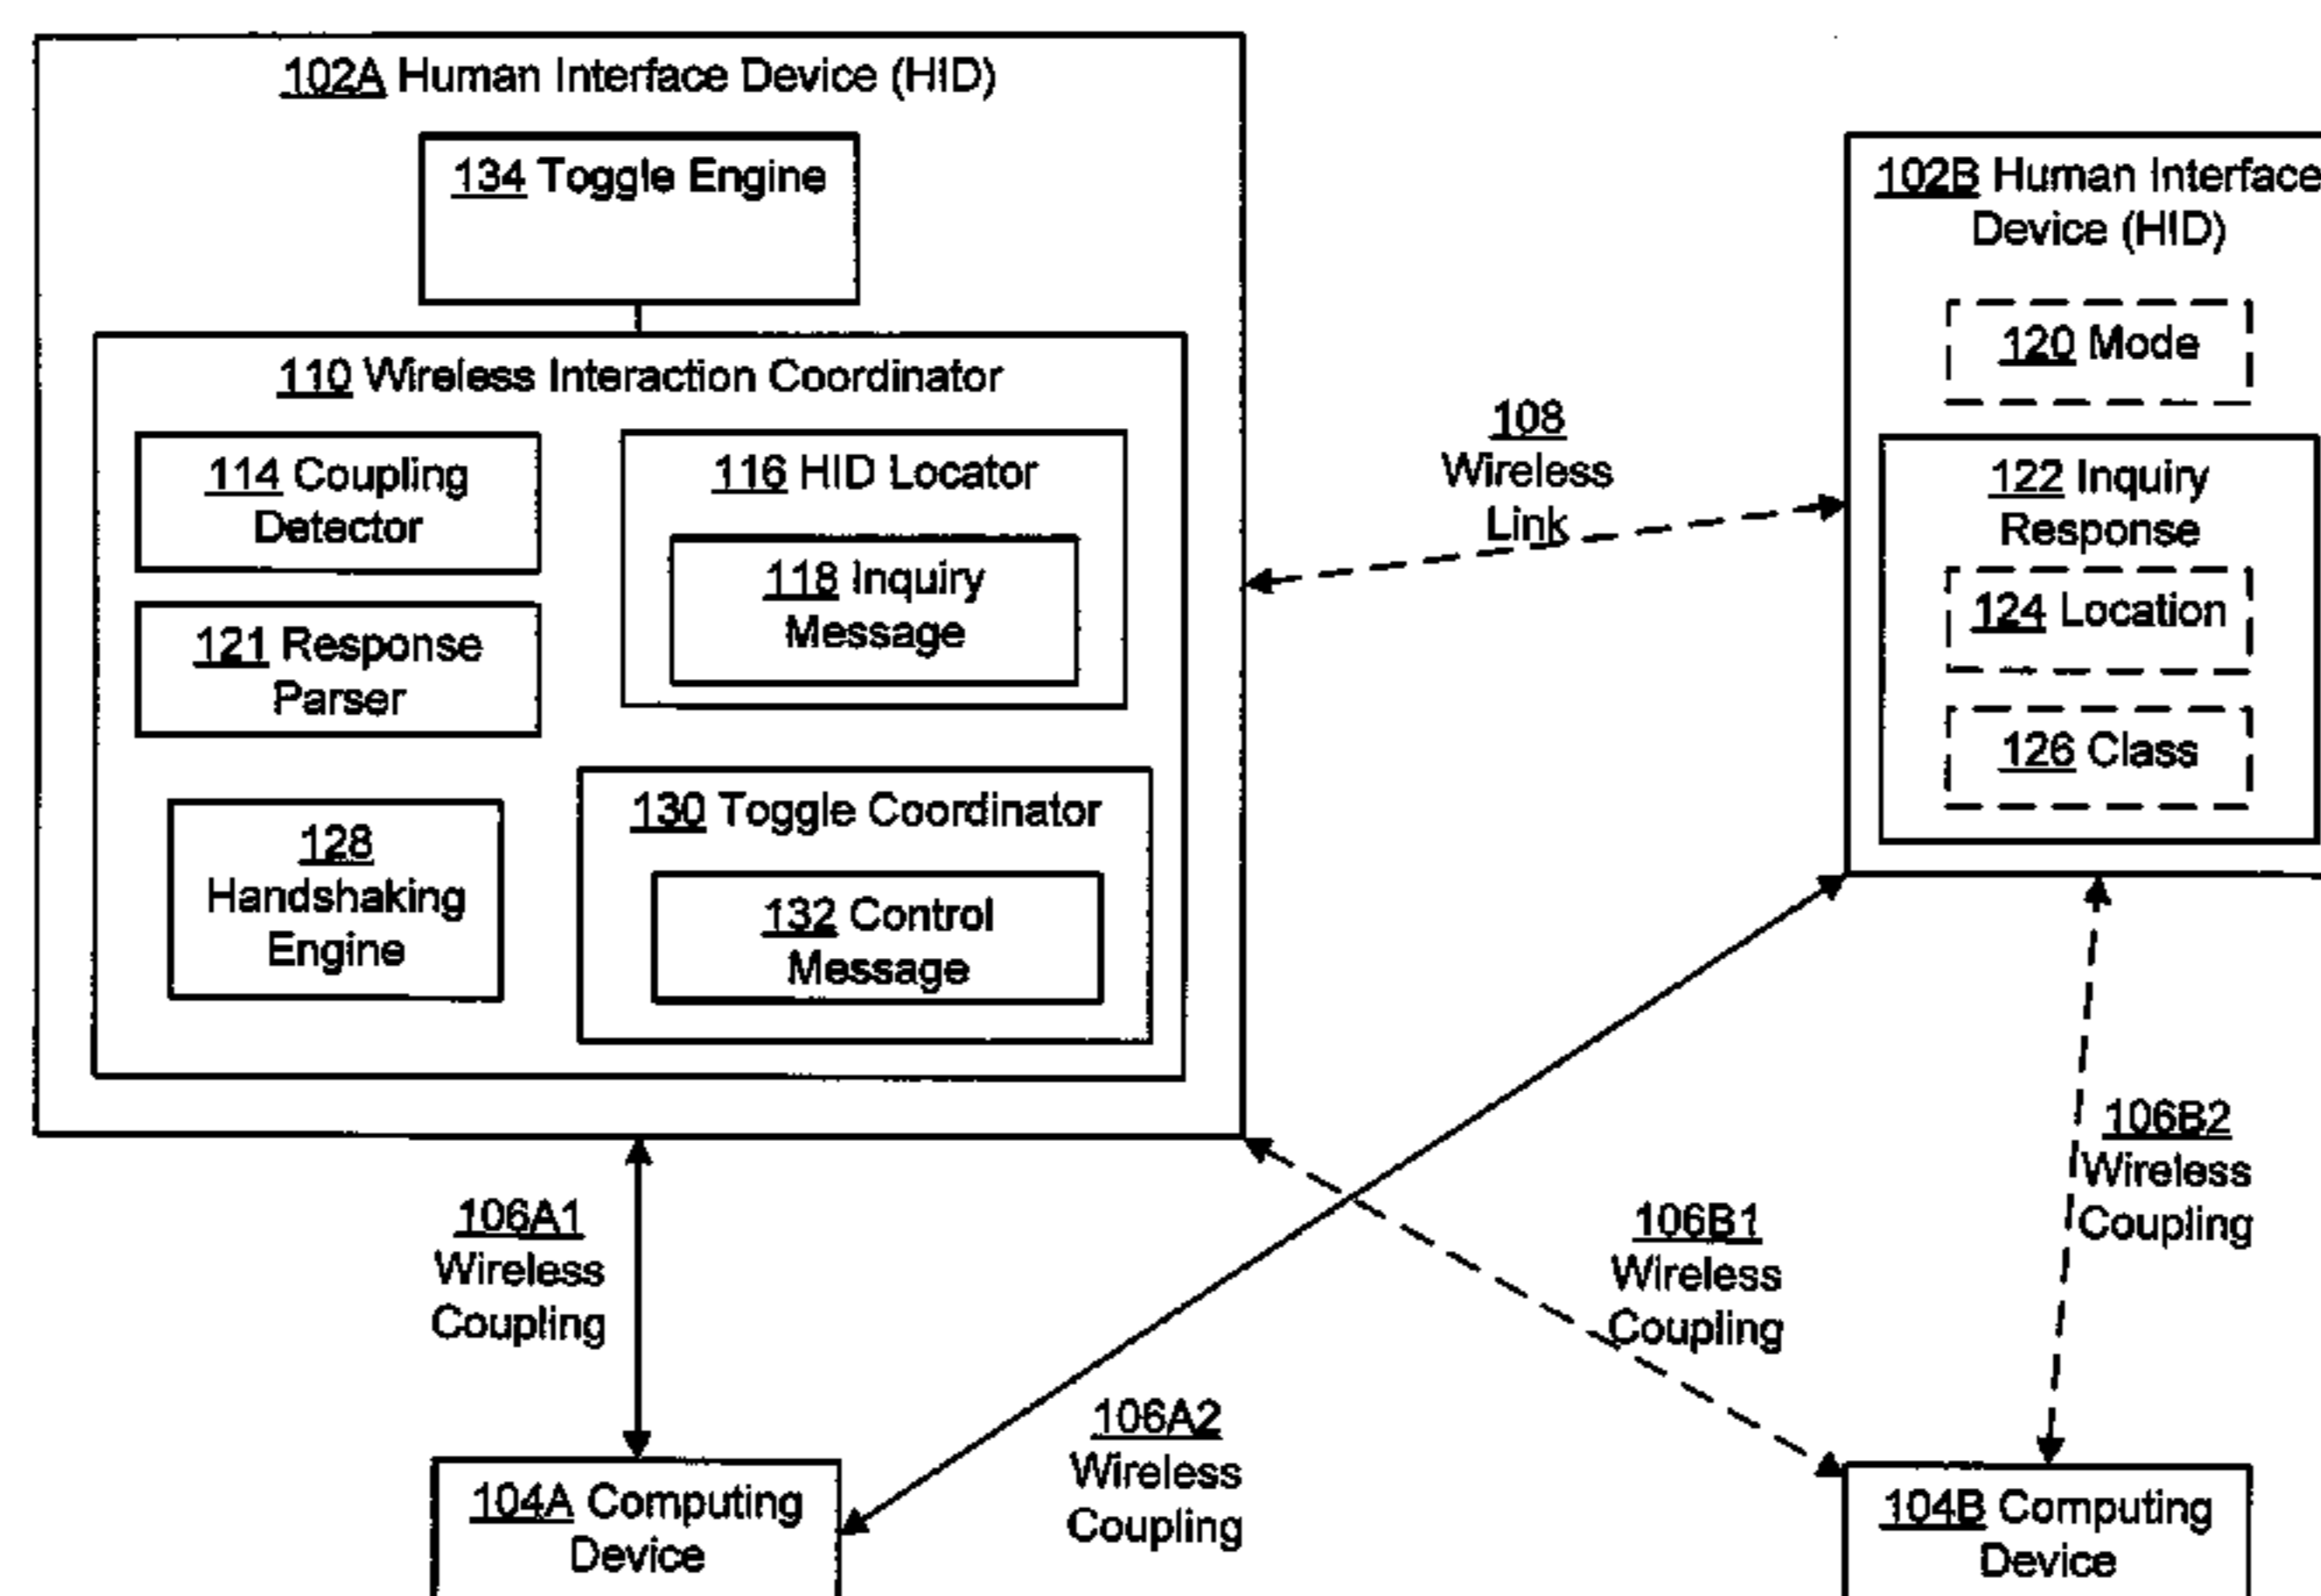 102A Human Interface Device (HID)
134 Toggle Engine
110 Wireless Interaction Coordinator
114 Coupling
Detector
116 HID Locator
118 Inquiry
Message
121 Response
Parser
128
Handshaking
Engine
130 Toggle Coordinator
132 Control
Message
108
Wireless
Link
102B Human Interface
Device (HID)
120 Mode
122 Inquiry
Response
124 Location
126 Class
106A1
Wireless
Coupling
106A2
Wireless
Coupling
106B1
Wireless
Coupling
106B2
Wireless
Coupling
104A Computing
Device
104B Computing
Device